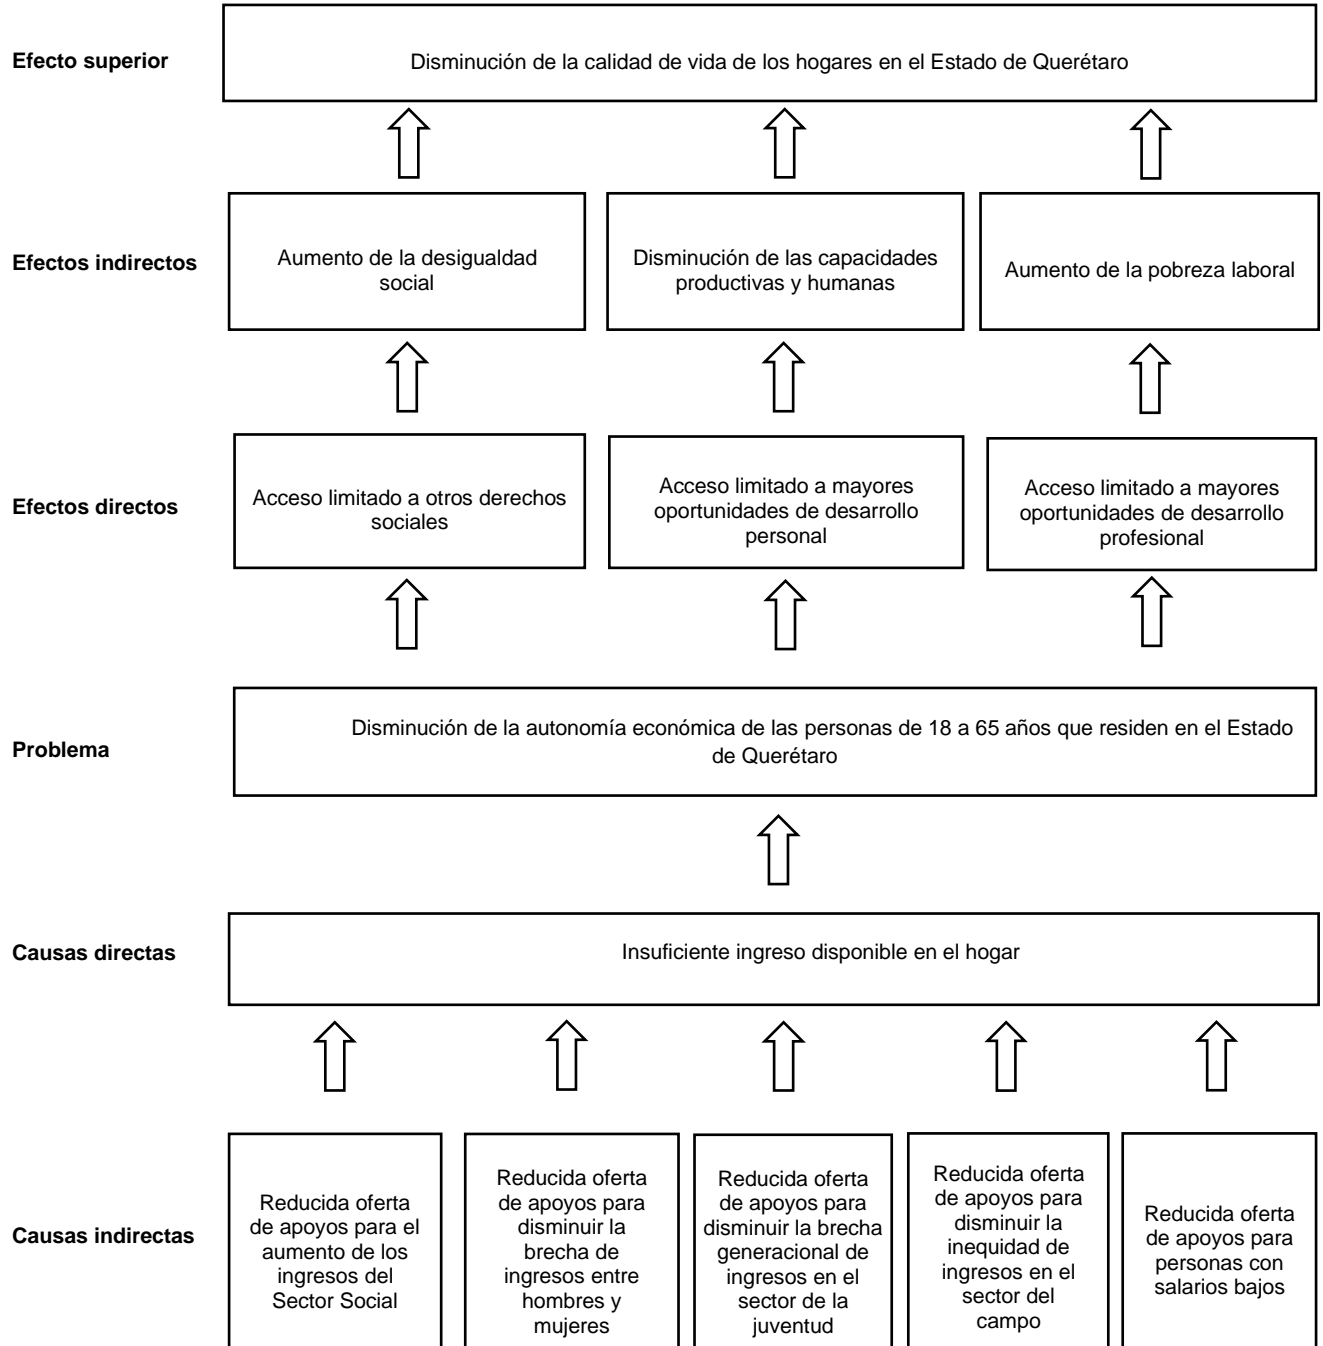 Efecto superior
Disminución de la calidad de vida de los hogares en el Estado de Querétaro
Efectos indirectos
Aumento de la desigualdad
social
Disminución de las capacidades
productivas y humanas
Aumento de la pobreza laboral
Efectos directos
Acceso limitado a otros derechos
sociales
Acceso limitado a mayores
oportunidades de desarrollo
personal
Acceso limitado a mayores
oportunidades de desarrollo
profesional
Problema
Disminución de la autonomía económica de las personas de 18 a 65 años que residen en el Estado
de Querétaro
Causas directas
Insuficiente ingreso disponible en el hogar
Causas indirectas
Reducida oferta
de apoyos para el
aumento de los
ingresos del
Sector Social
Reducida oferta
de apoyos para
disminuir la
brecha de
ingresos entre
hombres y
mujeres
Reducida oferta
de apoyos para
disminuir la brecha
generacional de
ingresos en el
sector de la
juventud
Reducida oferta
de apoyos para
disminuir la
inequidad de
ingresos en el
sector del
campo
Reducida oferta
de apoyos para
personas con
salarios bajos